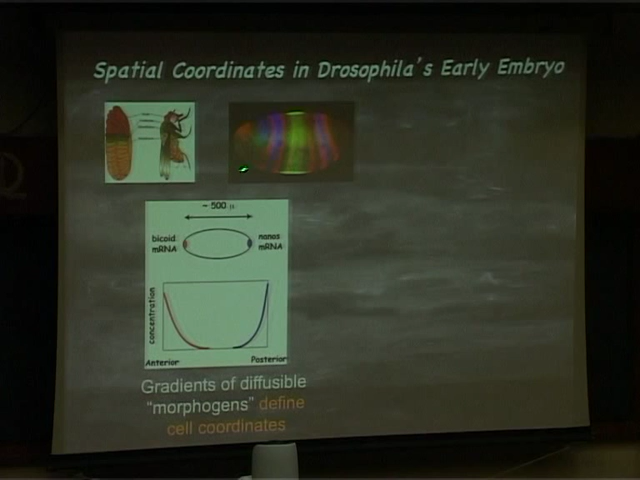 Spatial Coordinates in Drosophila's Early Embryo
~ 500 μ
bicoid mRNA
nanos mRNA
concentration
Anterior
Posterior
Gradients of diffusible
"morphogens" define
cell coordinates